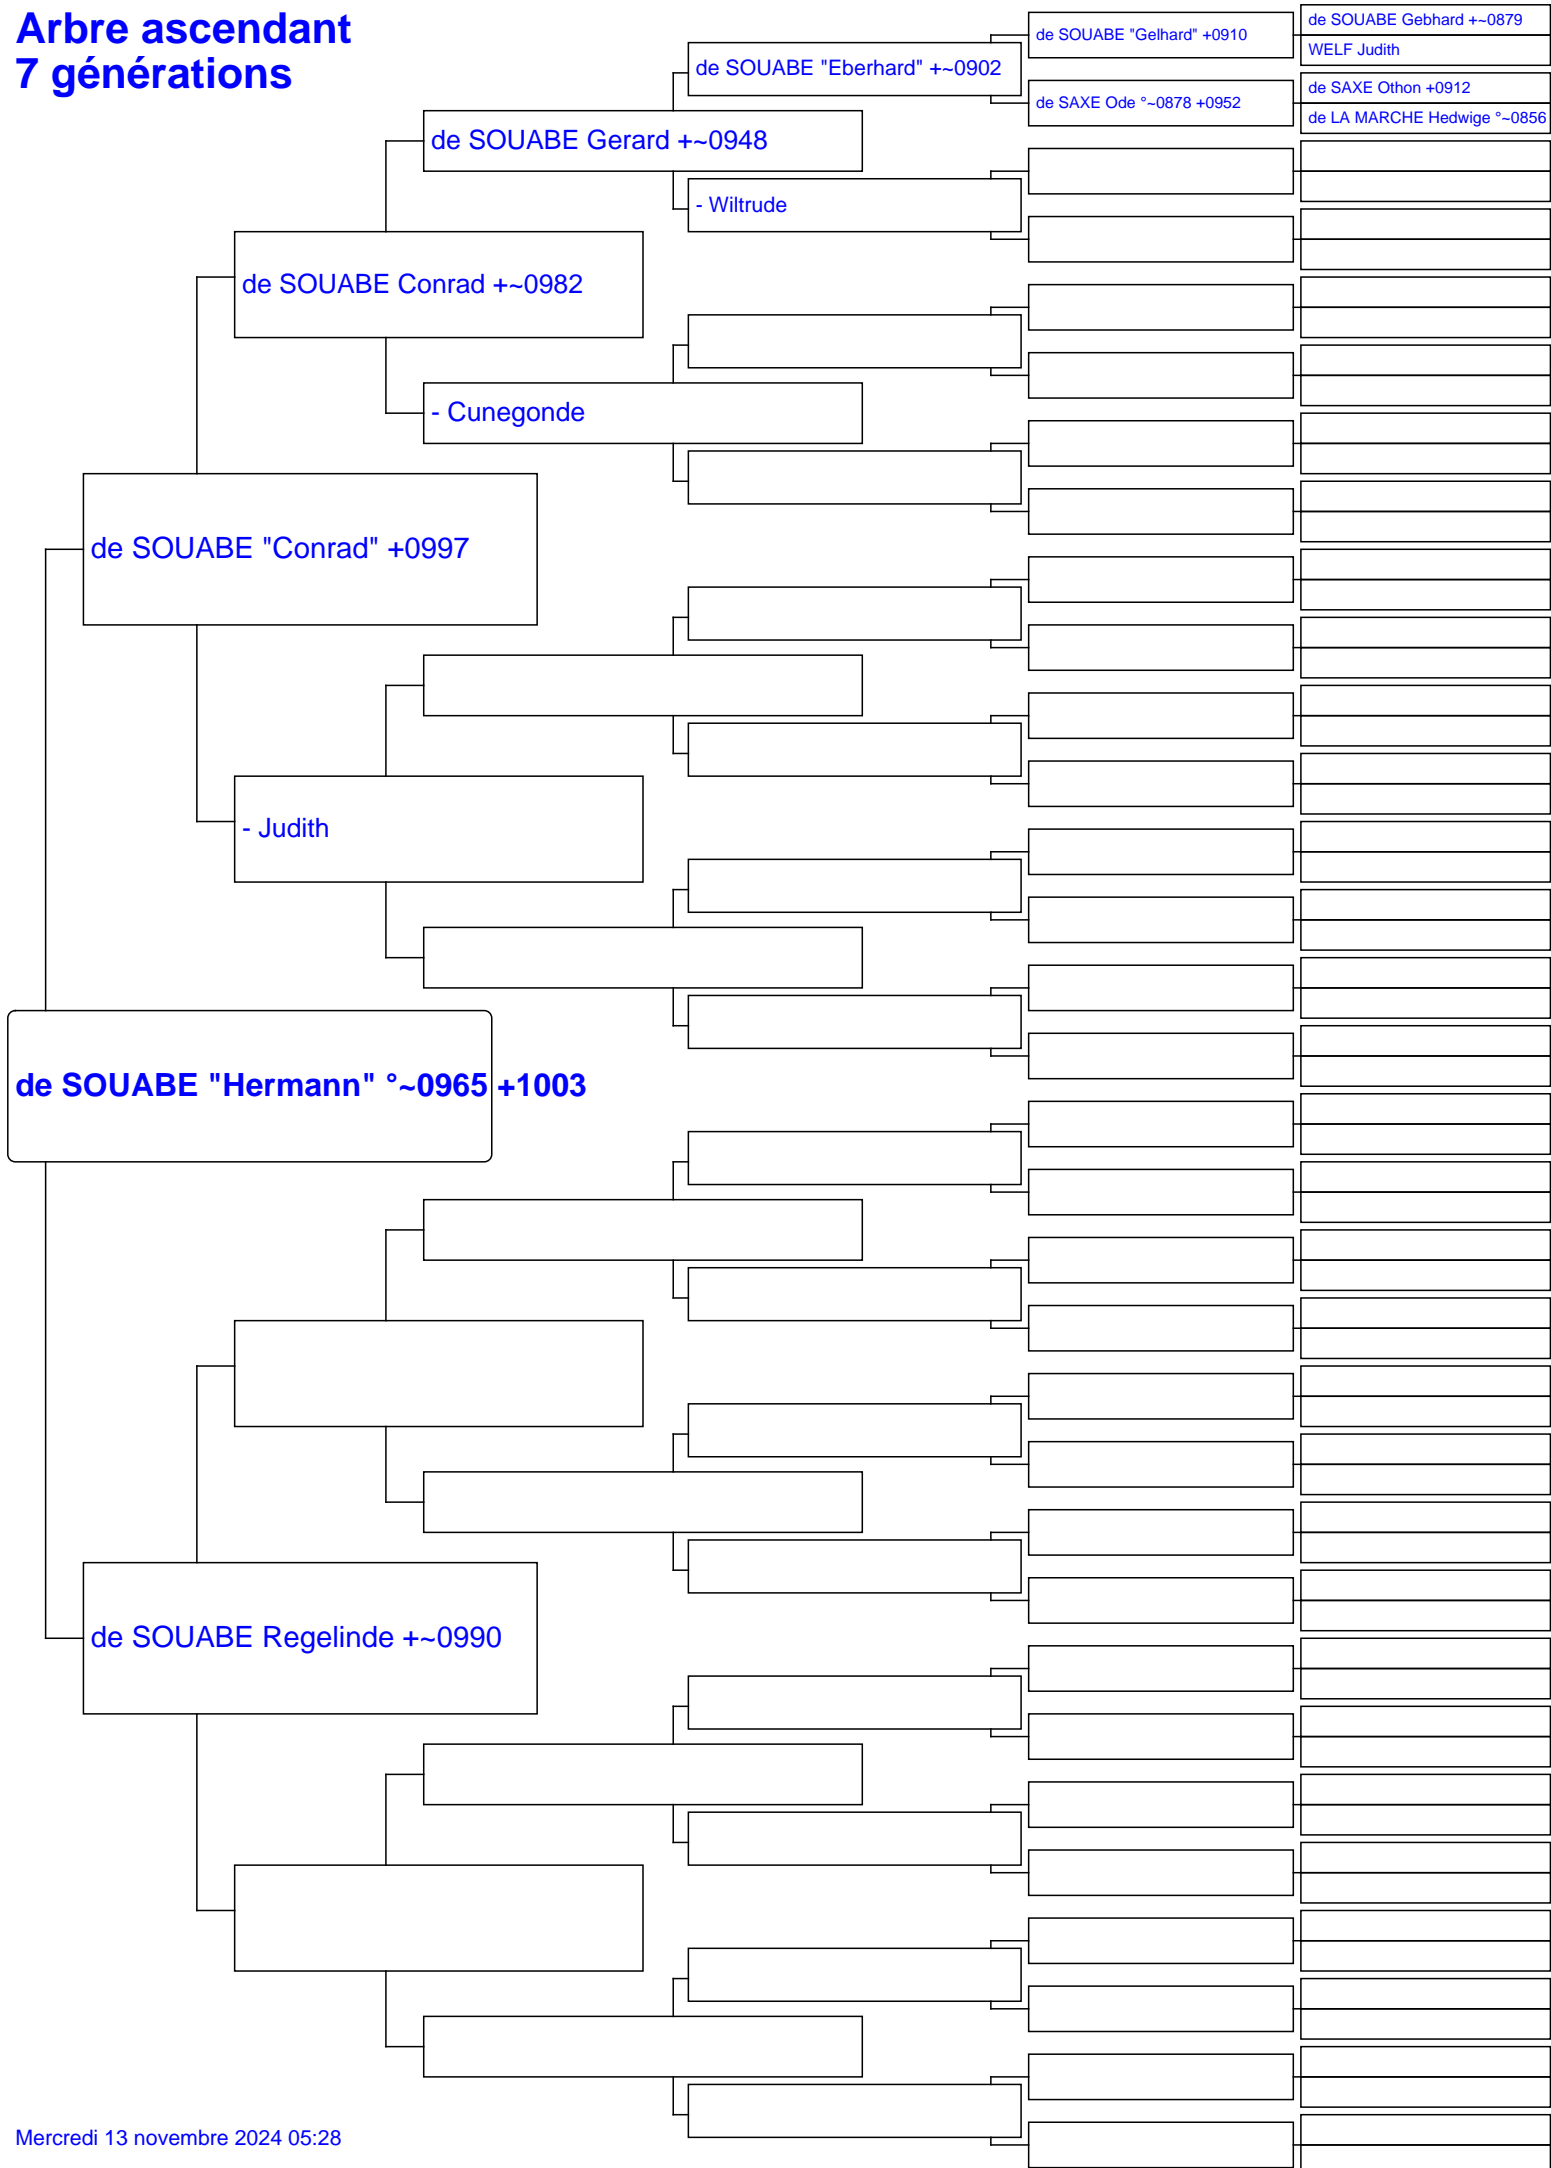 Arbre ascendant
7 générations
de SOUABE Gebhard +~0879
de SOUABE "Gelhard" +0910
WELF Judith
de SOUABE "Eberhard" +~0902
de SAXE Othon +0912
de SAXE Ode °~0878 +0952
de LA MARCHE Hedwige °~0856
de SOUABE Gerard +~0948
- Wiltrude
de SOUABE Conrad +~0982
- Cunegonde
de SOUABE "Conrad" +0997
- Judith
de SOUABE "Hermann" °~0965 +1003
de SOUABE Regelinde +~0990
Mercredi 13 novembre 2024 05:28